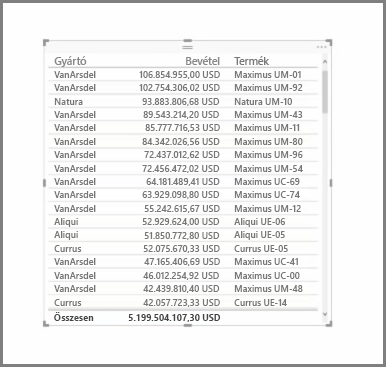 Gyártó Bevétel Termék
VanArsdel 106.854.955,00 USD Maximus UM-01
VanArsdel 102.754.306,02 USD Maximus UM-92
Natura 93.883.806,68 USD Natura UM-10
VanArsdel 89.543.214,20 USD Maximus UM-43
VanArsdel 85.777.716,53 USD Maximus UM-11
VanArsdel 84.342.026,56 USD Maximus UM-80
VanArsdel 72.437.012,62 USD Maximus UM-96
VanArsdel 72.456.472,02 USD Maximus UM-54
VanArsdel 64.181.489,41 USD Maximus UC-69
VanArsdel 63.929.098,80 USD Maximus UC-74
VanArsdel 55.242.615,67 USD Maximus UM-12
Aliqui 52.929.624,00 USD Aliqui UE-06
Aliqui 51.850.772,80 USD Aliqui UE-05
Currus 52.075.670,33 USD Currus UE-05
VanArsdel 47.165.406,69 USD Maximus UC-41
VanArsdel 46.012.254,92 USD Maximus UC-00
VanArsdel 42.439.810,40 USD Maximus UM-48
Currus 42.057.723,33 USD Currus UE-14
Összesen 5.199.504.107,30 USD